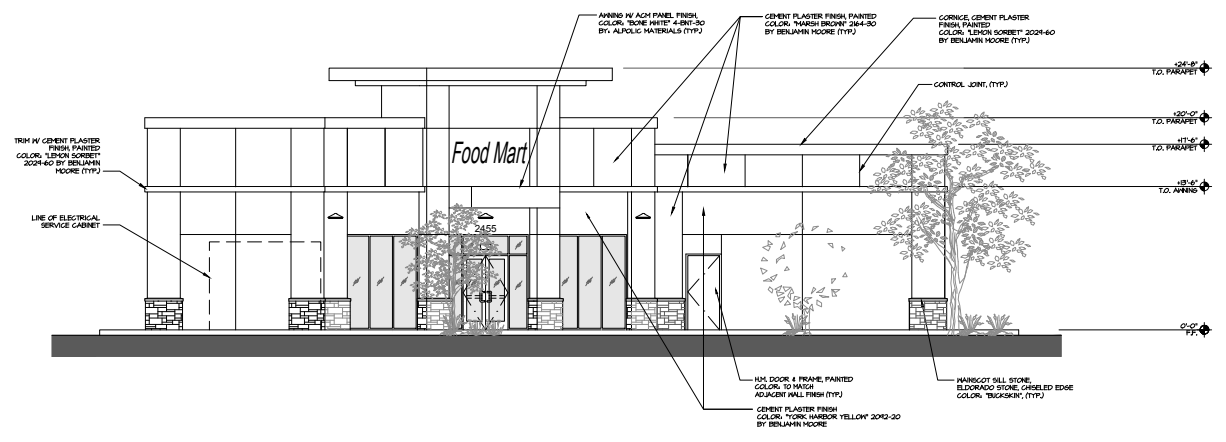 AWNING W/ ACM PANEL FINISH,
COLOR: "BONE WHITE" 4-BNT-30
BY: ALPOLIC MATERIALS (TYP.)
CEMENT PLASTER FINISH, PAINTED
COLOR: "MARSH BROWN" 2164-30
BY BENJAMIN MOORE (TYP.)
CORNICE, CEMENT PLASTER
FINISH, PAINTED
COLOR: "LEMON SORBET" 2029-60
BY BENJAMIN MOORE (TYP.)
+24'-8"
T.O. PARAPET
CONTROL JOINT, (TYP.)
+20'-0"
T.O. PARAPET
+17'-6"
T.O. PARAPET
TRIM W/ CEMENT PLASTER
FINISH, PAINTED
COLOR: "LEMON SORBET"
2029-60 BY BENJAMIN
MOORE (TYP.)
Food Mart
+13'-6"
T.O. AWNING
LINE OF ELECTRICAL
SERVICE CABINET
2455
0'-0"
F.F.
H.M. DOOR & FRAME, PAINTED
COLOR: TO MATCH
ADJACENT WALL FINISH (TYP.)
WAINSCOT SILL STONE,
ELDORADO STONE, CHISELED EDGE
COLOR: "BUCKSKIN", (TYP.)
CEMENT PLASTER FINISH
COLOR: "YORK HARBOR YELLOW" 2092-20
BY BENJAMIN MOORE